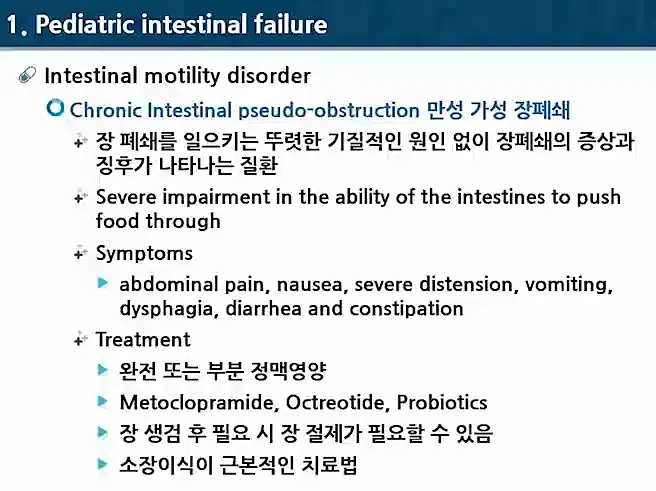 1. Pediatric intestinal failure
Intestinal motility disorder
Chronic Intestinal pseudo-obstruction 만성 가성 장폐쇄
장 폐쇄를 일으키는 뚜렷한 기질적인 원인 없이 장폐쇄의 증상과
징후가 나타나는 질환
Severe impairment in the ability of the intestines to push
food through
Symptoms
abdominal pain, nausea, severe distension, vomiting,
dysphagia, diarrhea and constipation
Treatment
완전 또는 부분 정맥영양
Metoclopramide, Octreotide, Probiotics
장 생검 후 필요 시 장 절제가 필요할 수 있음
소장이식이 근본적인 치료법